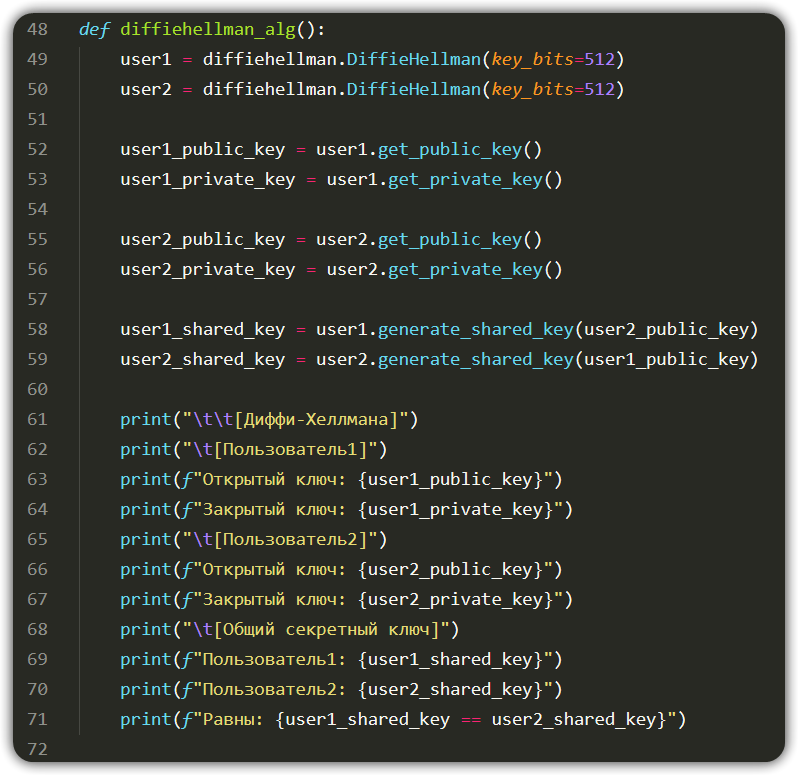 48 def diffiehellman_alg():
49     user1 = diffiehellman.DiffieHellman(key_bits=512)
50     user2 = diffiehellman.DiffieHellman(key_bits=512)
51
52     user1_public_key = user1.get_public_key()
53     user1_private_key = user1.get_private_key()
54
55     user2_public_key = user2.get_public_key()
56     user2_private_key = user2.get_private_key()
57
58     user1_shared_key = user1.generate_shared_key(user2_public_key)
59     user2_shared_key = user2.generate_shared_key(user1_public_key)
60
61     print("\t\t[Диффи-Хеллмана]")
62     print("\t[Пользователь1]")
63     print(f"Открытый ключ: {user1_public_key}")
64     print(f"Закрытый ключ: {user1_private_key}")
65     print("\t[Пользователь2]")
66     print(f"Открытый ключ: {user2_public_key}")
67     print(f"Закрытый ключ: {user2_private_key}")
68     print("\t[Общий секретный ключ]")
69     print(f"Пользователь1: {user1_shared_key}")
70     print(f"Пользователь2: {user2_shared_key}")
71     print(f"Равны: {user1_shared_key == user2_shared_key}")
72